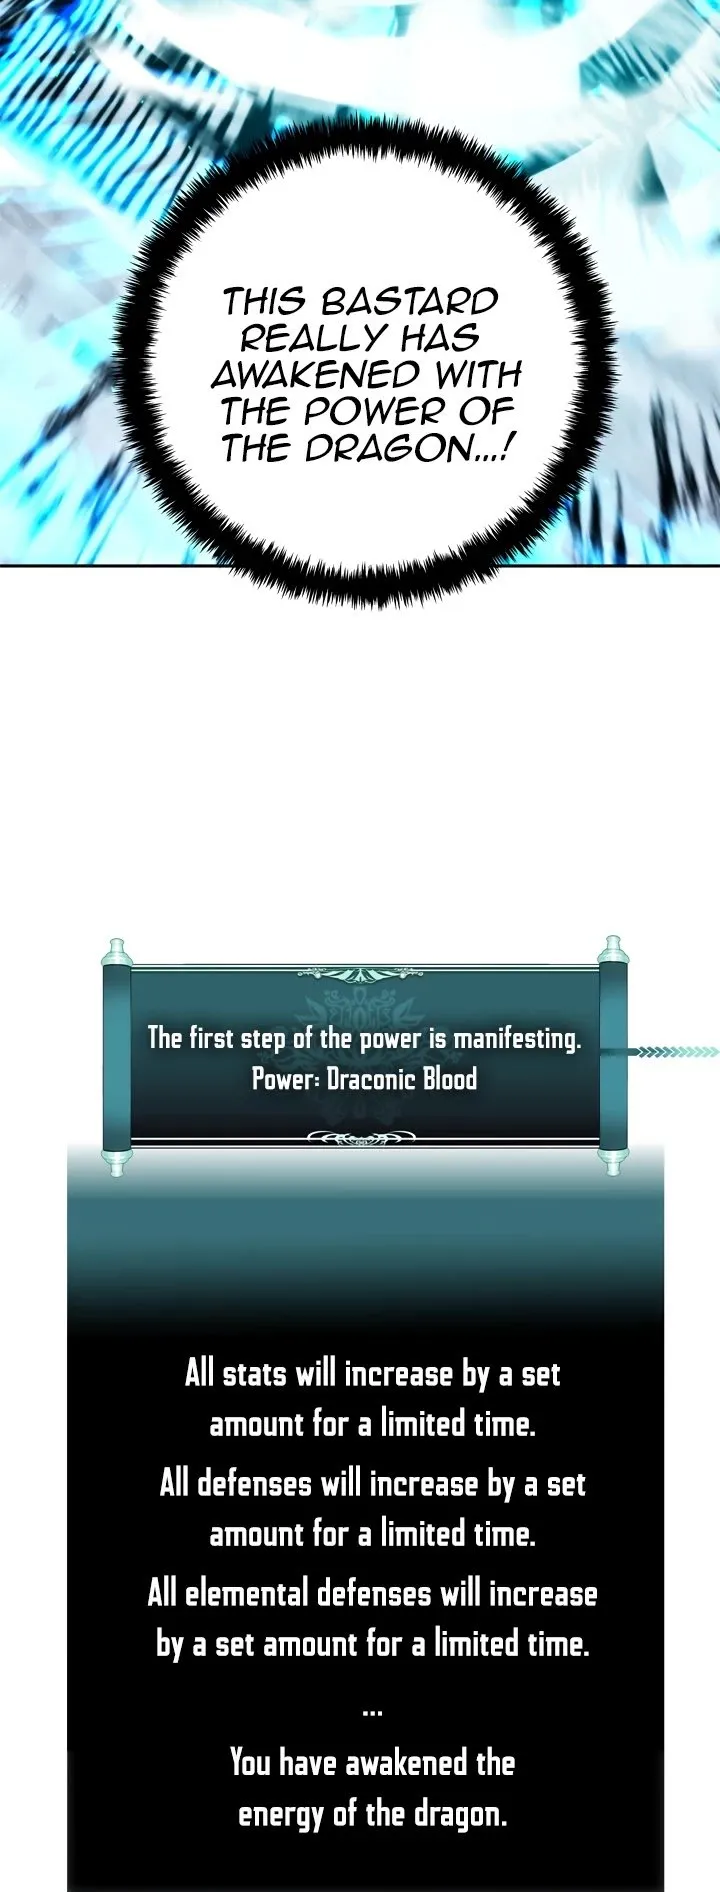 THIS BASTARD
REALLY HAS
AWAKENED WITH
THE POWER OF
THE DRAGON...!
The first step of the power is manifesting.
Power: Draconic Blood
All stats will increase by a set
amount for a limited time.
All defenses will increase by a set
amount for a limited time.
All elemental defenses will increase
by a set amount for a limited time.
...
You have awakened the
energy of the dragon.